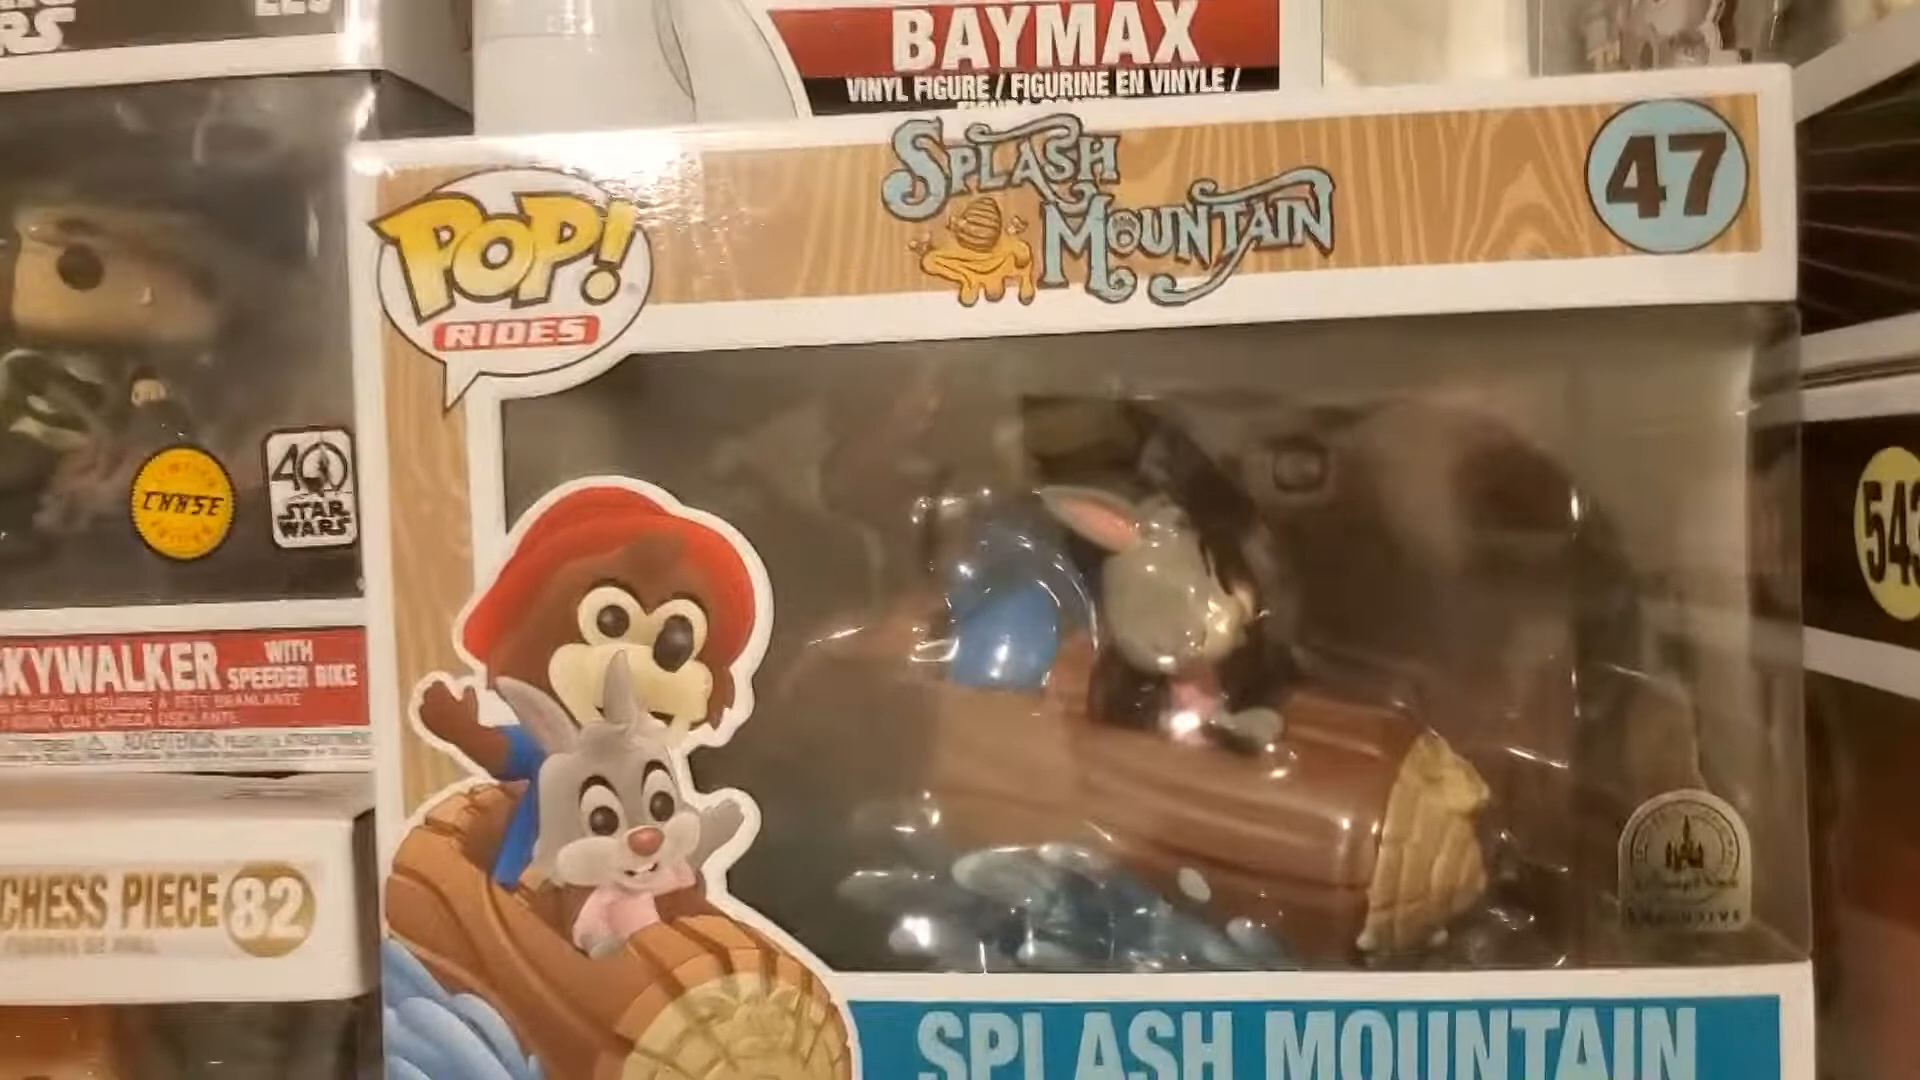 BAYMAX
VINYL FIGURE / FIGURINE EN VINYLE /
SPLASH
MOUNTAIN
47
POP!
RIDES
CHASE
40
STAR
WARS
543
SKYWALKER WITH
SPEEDER BIKE
CHESS PIECE 82
SPLASH MOUNTAIN